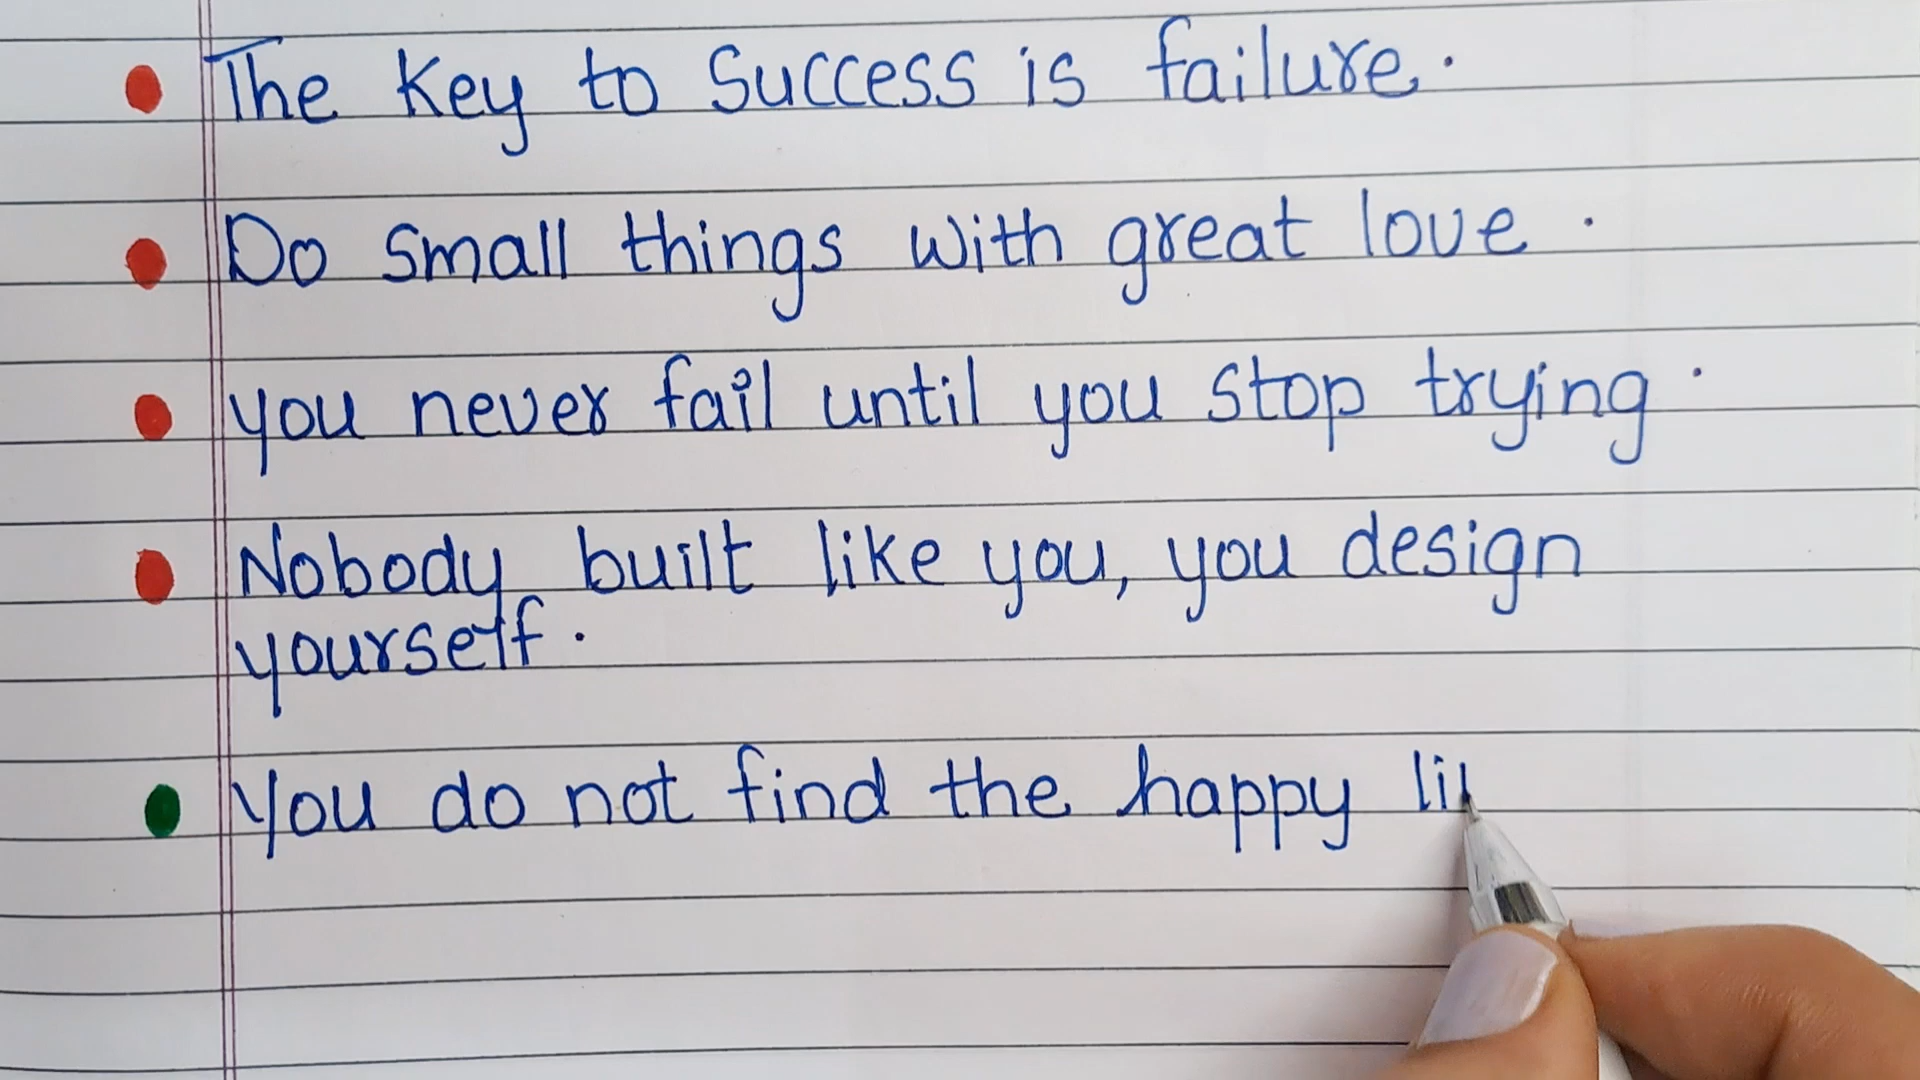 The Key to Success is failure.
Do Small things with great love.
you never fail until you stop trying.
Nobody built like you, you design
yourself.
You do not find the happy